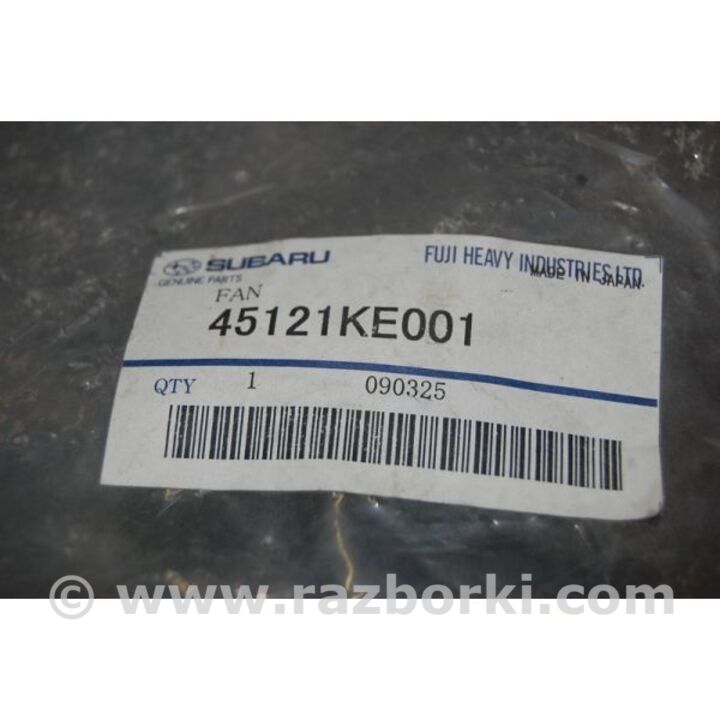 SUBARU FUJI HEAVY INDUSTRIES LTD.
GENUINE PARTS MADE IN JAPAN
FAN
45121KE001
QTY 1 090325
© www.razborki.com